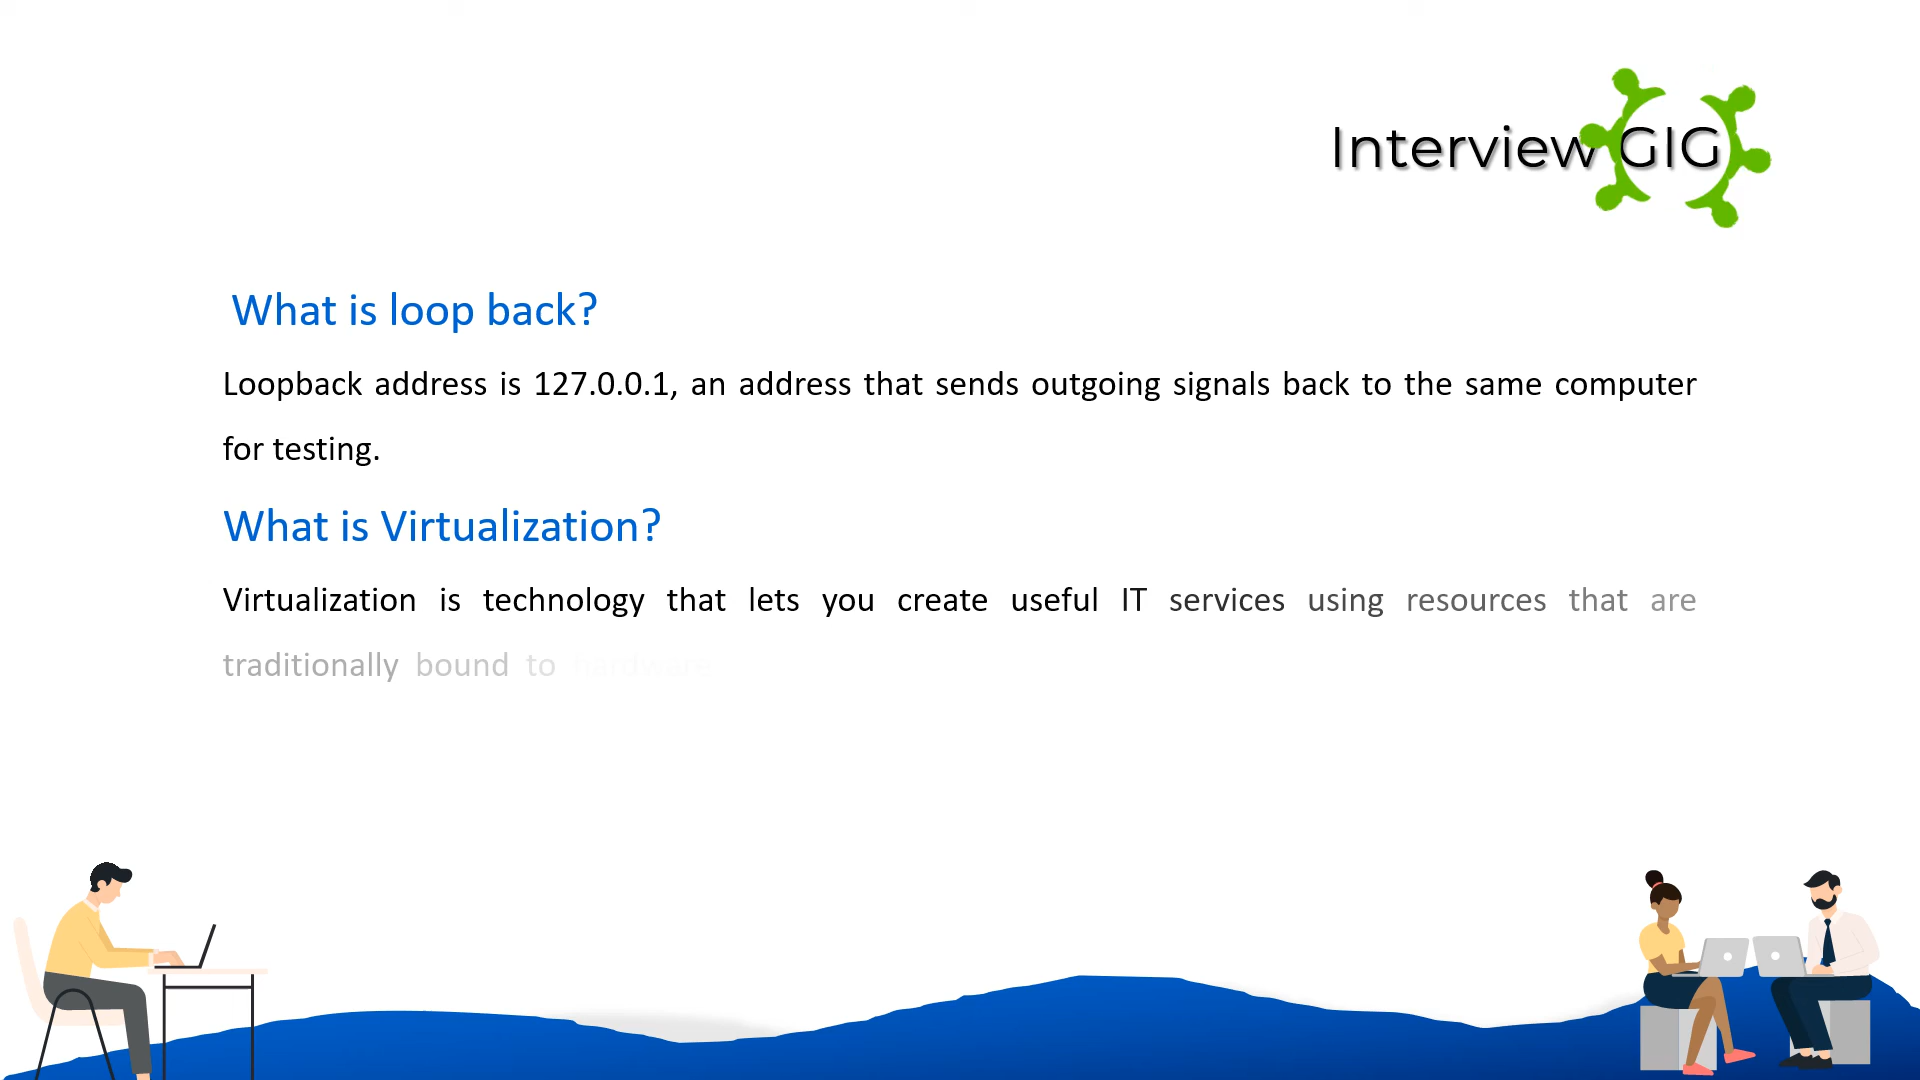 Interview GIG
What is loop back?
Loopback address is 127.0.0.1, an address that sends outgoing signals back to the same computer
for testing.
What is Virtualization?
Virtualization is technology that lets you create useful IT services using resources that are
traditionally bound to hardware.